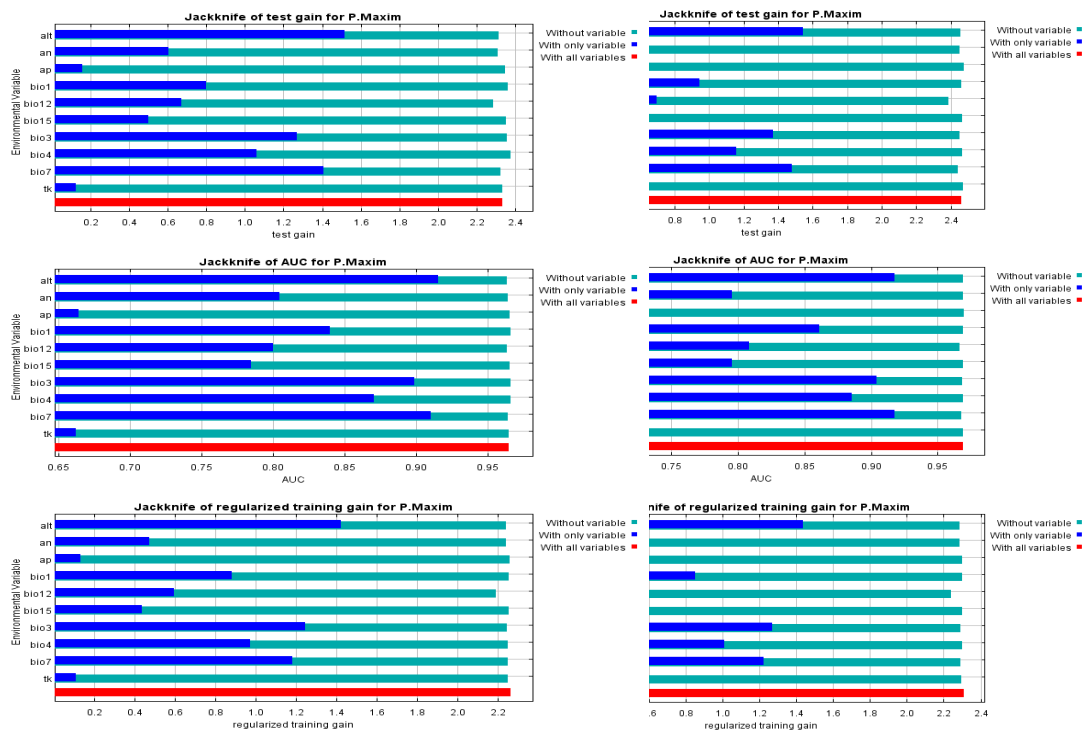 Jackknife of test gain for P.Maxim
Environmental Variable
alt
an
ap
bio1
bio12
bio15
bio3
bio4
bio7
tk
0.2 0.4 0.6 0.8 1.0 1.2 1.4 1.6 1.8 2.0 2.2 2.4
test gain
Without variable
With only variable
With all variables
Jackknife of test gain for P.Maxim
0.8 1.0 1.2 1.4 1.6 1.8 2.0 2.2 2.4
test gain
Without variable
With only variable
With all variables
Jackknife of AUC for P.Maxim
Environmental Variable
alt
an
ap
bio1
bio12
bio15
bio3
bio4
bio7
tk
0.65 0.70 0.75 0.80 0.85 0.90 0.95
AUC
Without variable
With only variable
With all variables
Jackknife of AUC for P.Maxim
0.75 0.80 0.85 0.90 0.95
AUC
Without variable
With only variable
With all variables
Jackknife of regularized training gain for P.Maxim
Environmental Variable
alt
an
ap
bio1
bio12
bio15
bio3
bio4
bio7
tk
0.2 0.4 0.6 0.8 1.0 1.2 1.4 1.6 1.8 2.0 2.2
regularized training gain
Without variable
With only variable
With all variables
nife of regularized training gain for P.Maxim
.6 0.8 1.0 1.2 1.4 1.6 1.8 2.0 2.2 2.4
regularized training gain
Without variable
With only variable
With all variables